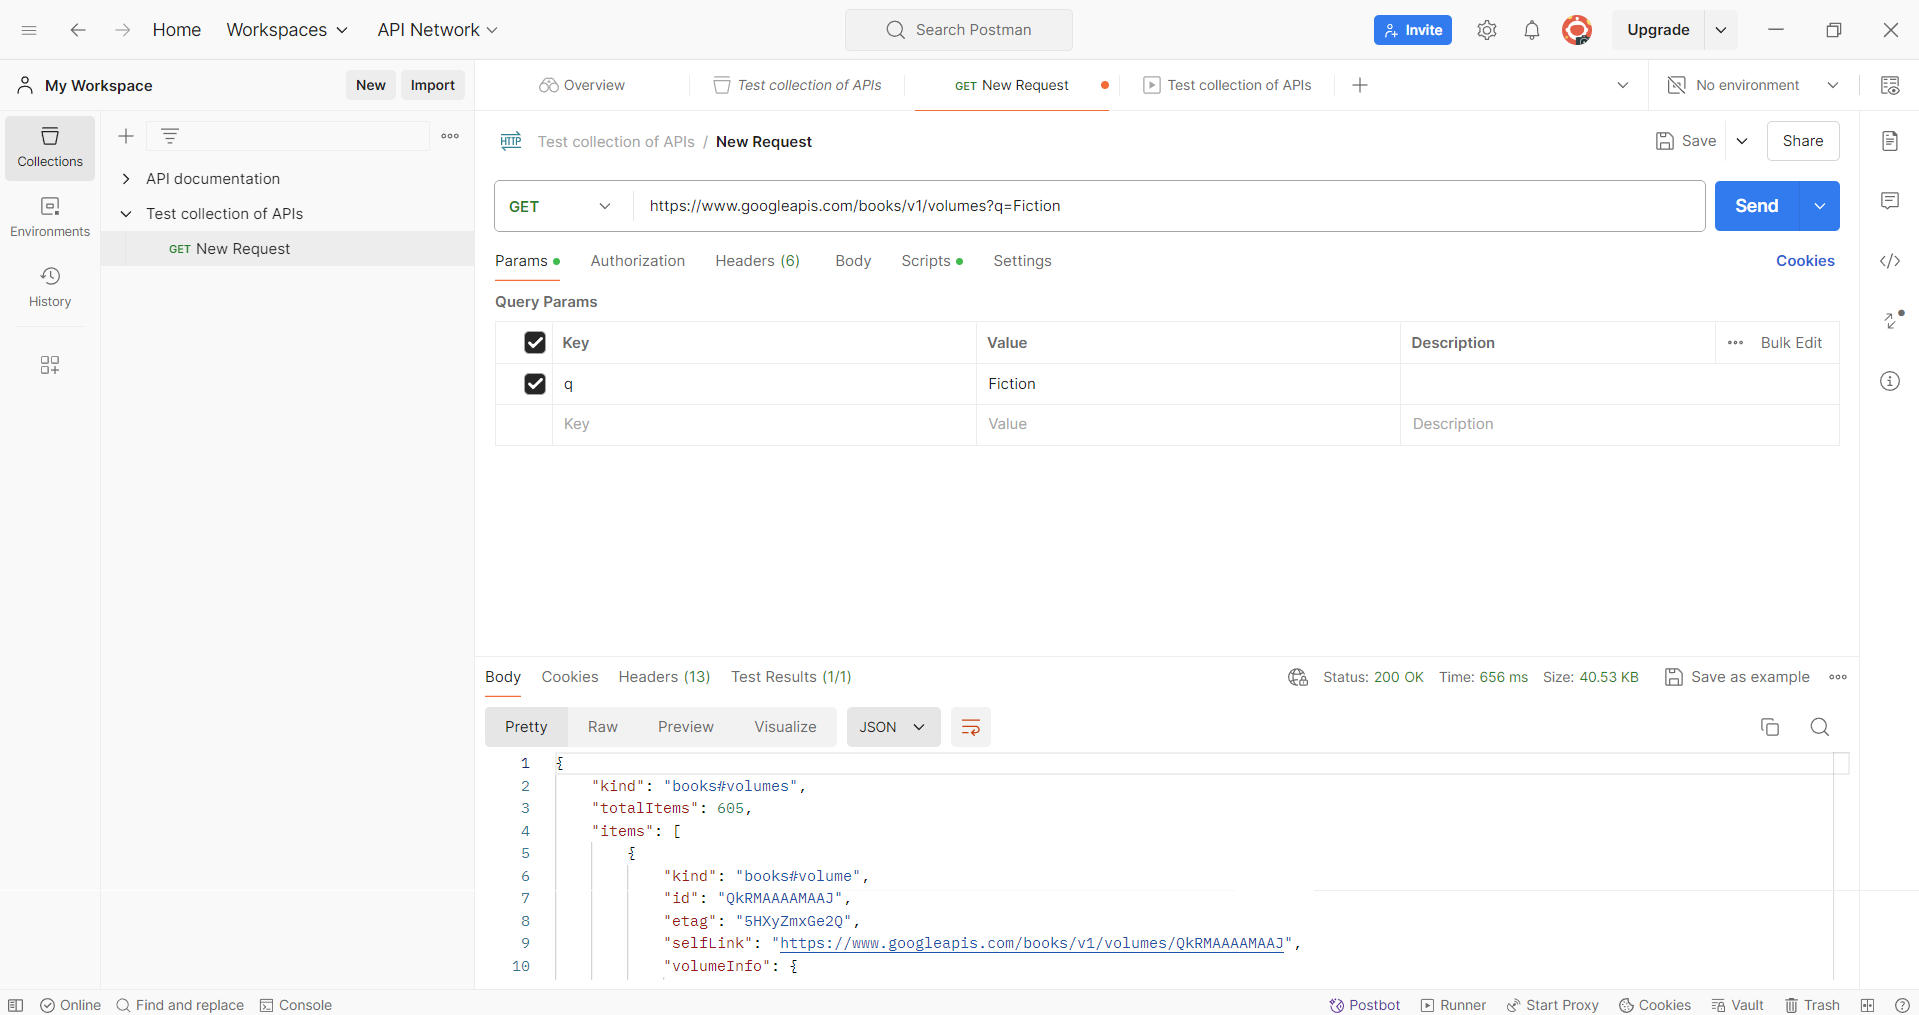 Home Workspaces API Network Search Postman Invite Upgrade
My Workspace New Import Overview Test collection of APIs GET New Request Test collection of APIs No environment
Collections
Environments
History
API documentation
Test collection of APIs
GET New Request
HTTP Test collection of APIs / New Request Save Share
GET https://www.googleapis.com/books/v1/volumes?q=Fiction Send
Params Authorization Headers (6) Body Scripts Settings Cookies
Query Params
Key Value Description Bulk Edit
q Fiction
Key Value Description
Body Cookies Headers (13) Test Results (1/1) Status: 200 OK Time: 656 ms Size: 40.53 KB Save as example
Pretty Raw Preview Visualize JSON
1 {
2 "kind": "books#volumes",
3 "totalItems": 605,
4 "items": [
5 {
6 "kind": "books#volume",
7 "id": "QkRMAAAAMAAJ",
8 "etag": "5HXyZmxGe2Q",
9 "selfLink": "https://www.googleapis.com/books/v1/volumes/QkRMAAAAMAAJ",
10 "volumeInfo": {
Online Find and replace Console Postbot Runner Start Proxy Cookies Vault Trash